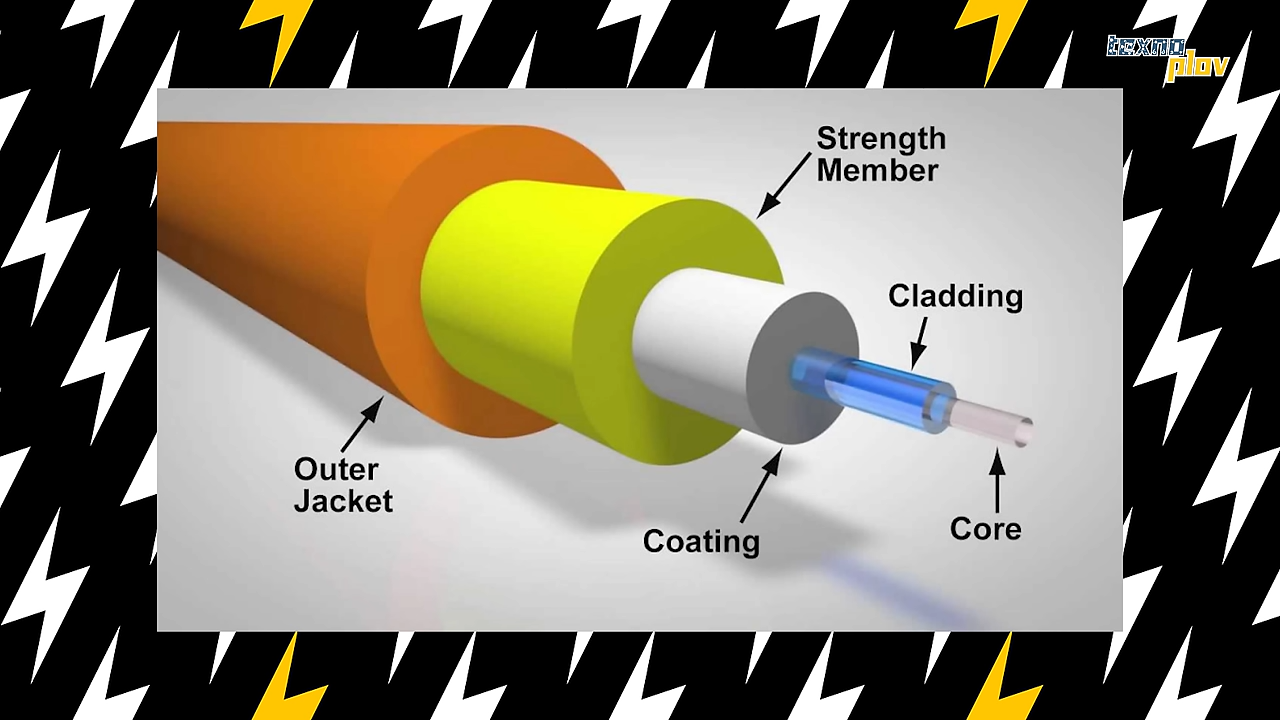 texno
plov
Strength
Member
Cladding
Outer
Jacket
Coating
Core